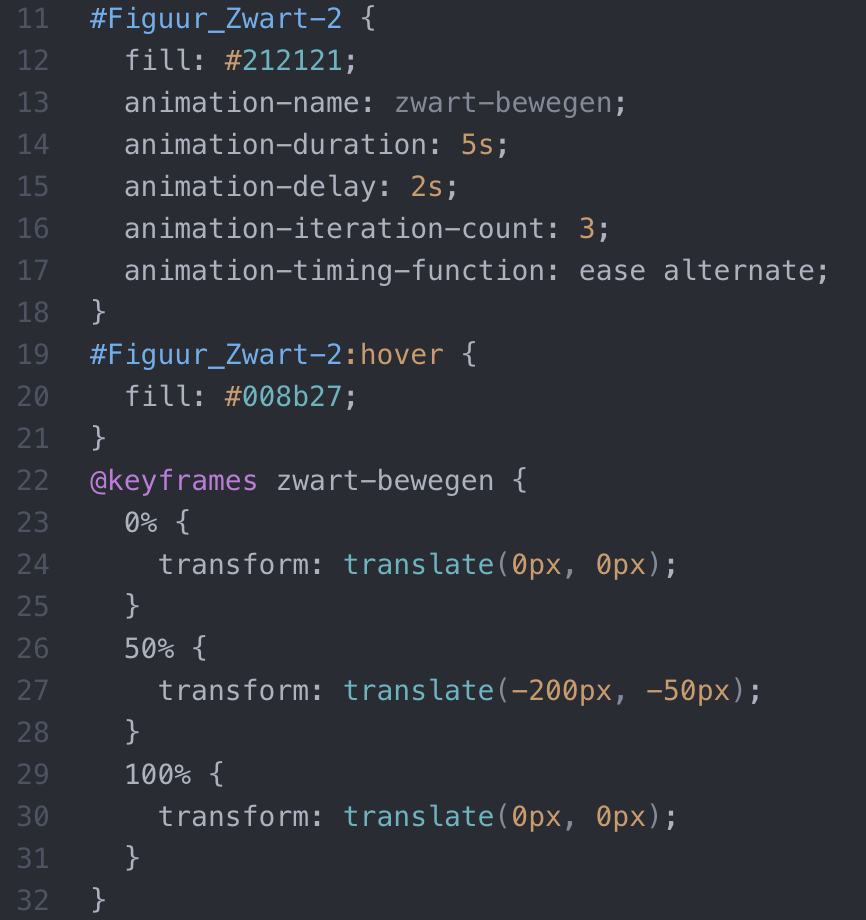 11 #Figuur_Zwart-2 {
12   fill: #212121;
13   animation-name: zwart-bewegen;
14   animation-duration: 5s;
15   animation-delay: 2s;
16   animation-iteration-count: 3;
17   animation-timing-function: ease alternate;
18 }
19 #Figuur_Zwart-2:hover {
20   fill: #008b27;
21 }
22 @keyframes zwart-bewegen {
23   0% {
24     transform: translate(0px, 0px);
25   }
26   50% {
27     transform: translate(-200px, -50px);
28   }
29   100% {
30     transform: translate(0px, 0px);
31   }
32 }